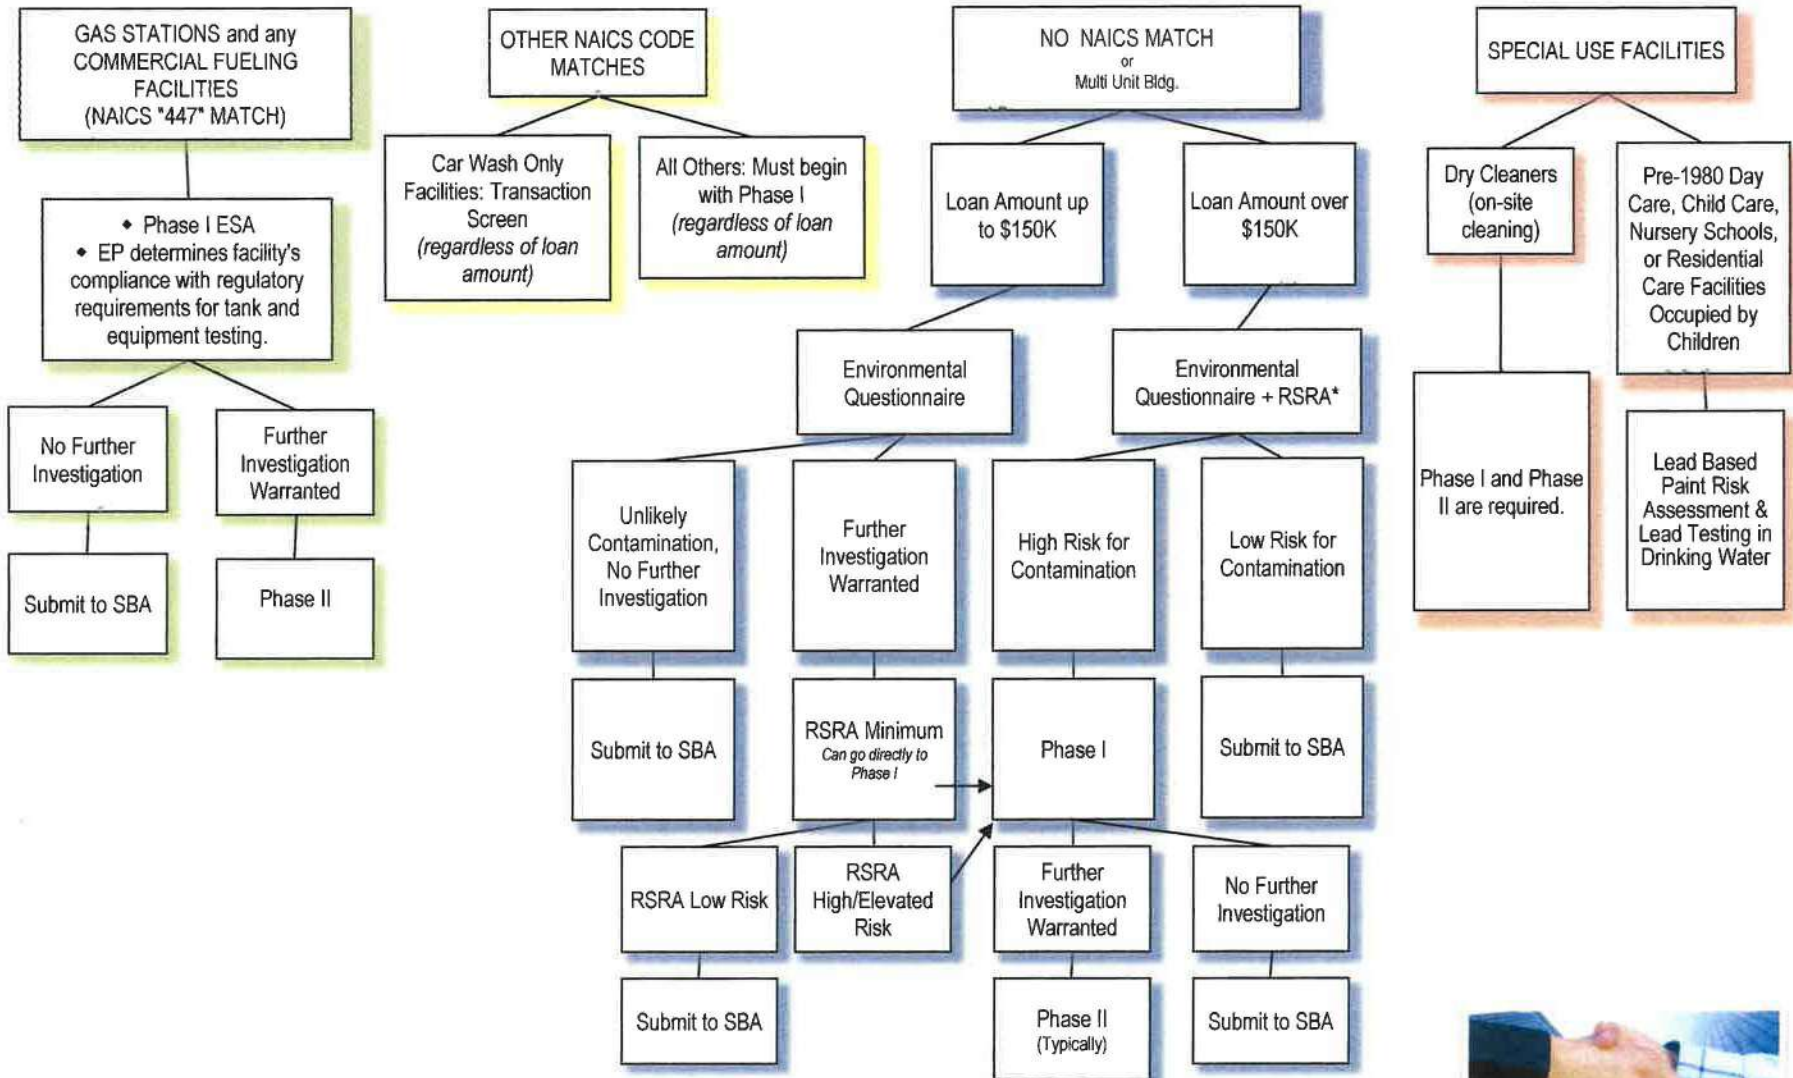 GAS STATIONS and any
COMMERCIAL FUELING
FACILITIES
(NAICS "447" MATCH)
◆ Phase I ESA
◆ EP determines facility's
compliance with regulatory
requirements for tank and
equipment testing.
No Further
Investigation
Further
Investigation
Warranted
Submit to SBA
Phase II
OTHER NAICS CODE
MATCHES
Car Wash Only
Facilities: Transaction
Screen
(regardless of loan
amount)
All Others: Must begin
with Phase I
(regardless of loan
amount)
NO NAICS MATCH
or
Multi Unit Bldg.
Loan Amount up
to $150K
Loan Amount over
$150K
Environmental
Questionnaire
Environmental
Questionnaire + RSRA*
Unlikely
Contamination,
No Further
Investigation
Further
Investigation
Warranted
High Risk for
Contamination
Low Risk for
Contamination
Submit to SBA
RSRA Minimum
Can go directly to
Phase I
Phase I
Submit to SBA
RSRA Low Risk
RSRA
High/Elevated
Risk
Further
Investigation
Warranted
No Further
Investigation
Submit to SBA
Phase II
(Typically)
Submit to SBA
SPECIAL USE FACILITIES
Dry Cleaners
(on-site
cleaning)
Pre-1980 Day
Care, Child Care,
Nursery Schools,
or Residential
Care Facilities
Occupied by
Children
Phase I and Phase
II are required.
Lead Based
Paint Risk
Assessment &
Lead Testing in
Drinking Water